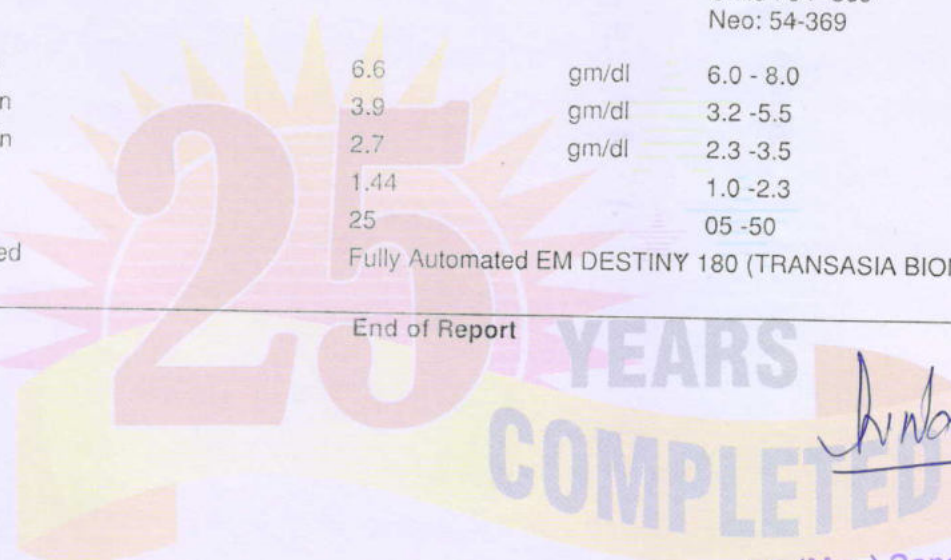 Neo: 54-369
6.6 gm/dl 6.0 - 8.0
n 3.9 gm/dl 3.2 -5.5
n 2.7 gm/dl 2.3 -3.5
1.44 1.0 -2.3
25 05 -50
ed Fully Automated EM DESTINY 180 (TRANSASIA BIO
End of Report
25 YEARS
COMPLETED